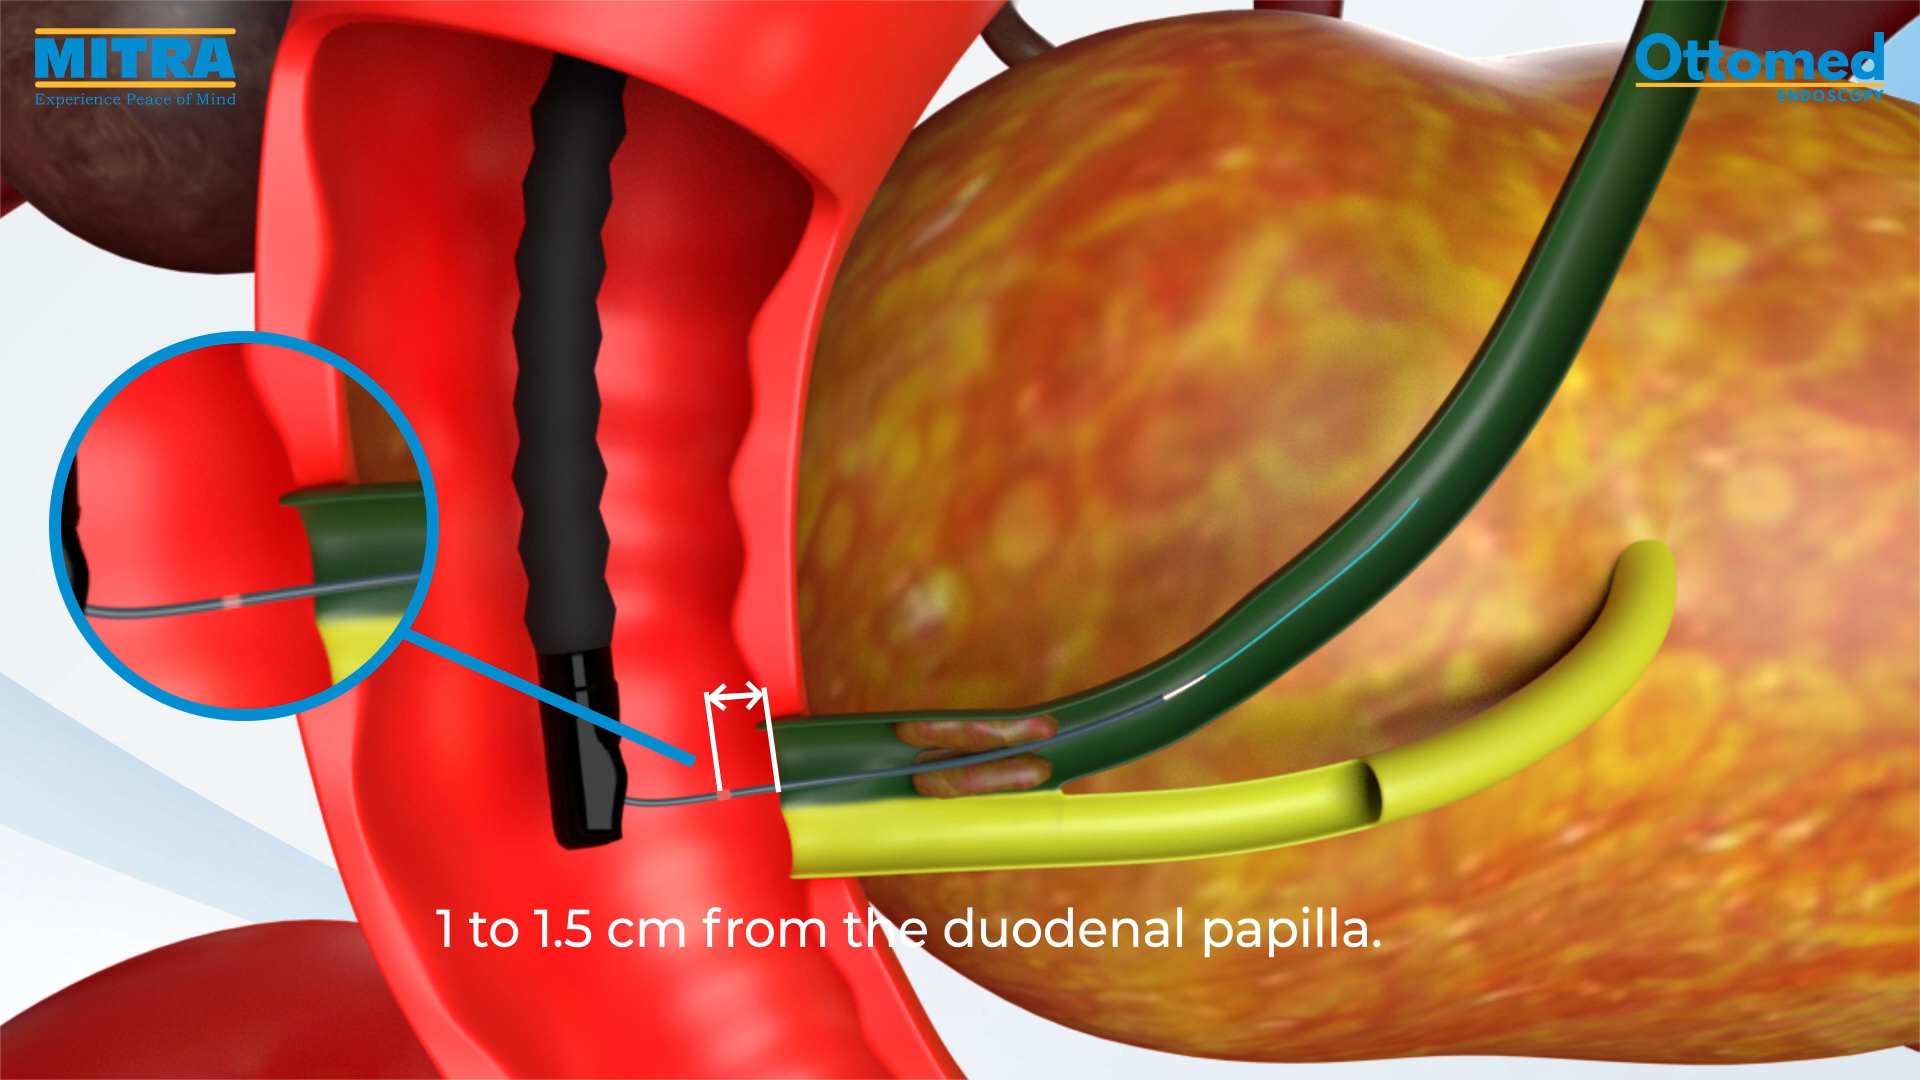 MITRA
Experience Peace of Mind
Ottomed
ENDOSCOPY
1 to 1.5 cm from the duodenal papilla.